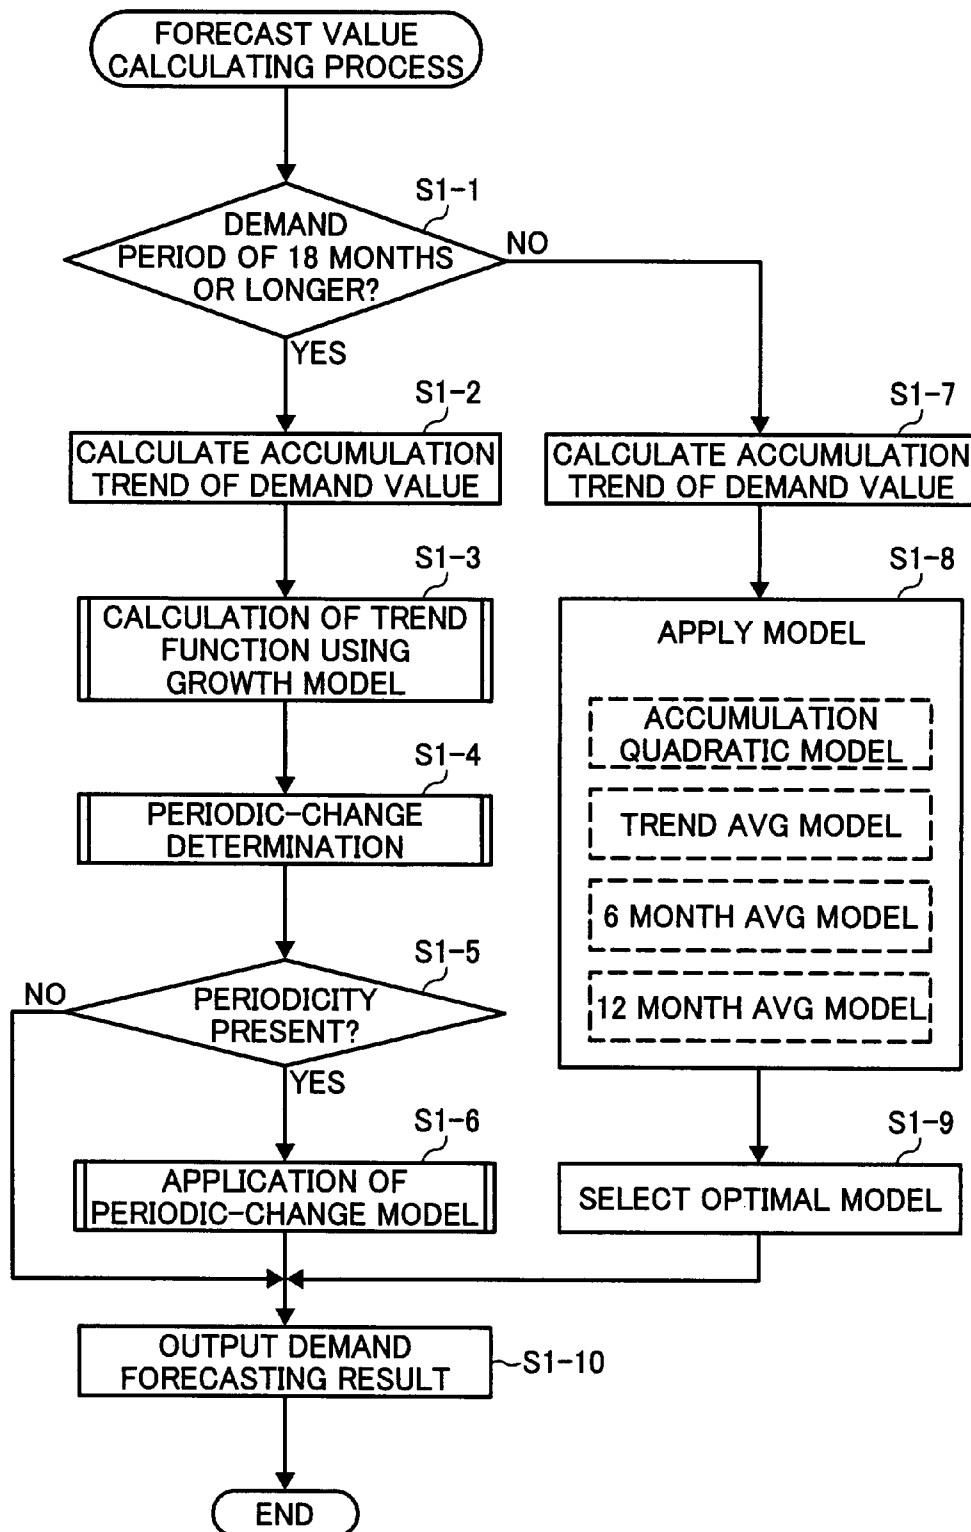 FORECAST VALUE
CALCULATING PROCESS
S1-1
DEMAND
PERIOD OF 18 MONTHS
OR LONGER?
NO
YES
S1-2
CALCULATE ACCUMULATION
TREND OF DEMAND VALUE
S1-3
CALCULATION OF TREND
FUNCTION USING
GROWTH MODEL
S1-4
PERIODIC-CHANGE
DETERMINATION
S1-5
NO
PERIODICITY
PRESENT?
YES
S1-6
APPLICATION OF
PERIODIC-CHANGE MODEL
S1-7
CALCULATE ACCUMULATION
TREND OF DEMAND VALUE
S1-8
APPLY MODEL
ACCUMULATION
QUADRATIC MODEL
TREND AVG MODEL
6 MONTH AVG MODEL
12 MONTH AVG MODEL
S1-9
SELECT OPTIMAL MODEL
OUTPUT DEMAND
FORECASTING RESULT
S1-10
END